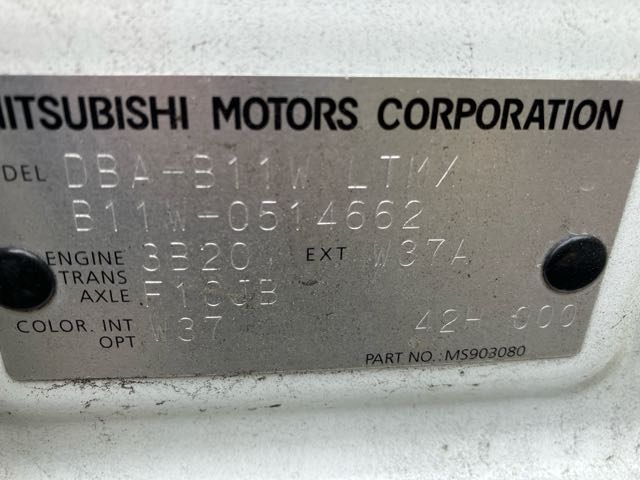 MITSUBISHI MOTORS CORPORATION
MODEL DBA-B11W LTMX
B11W-0514662
ENGINE 3B20 EXT W37A
TRANS
AXLE F1CJB
COLOR. INT W37 42H 000
OPT
PART NO.: MS903080